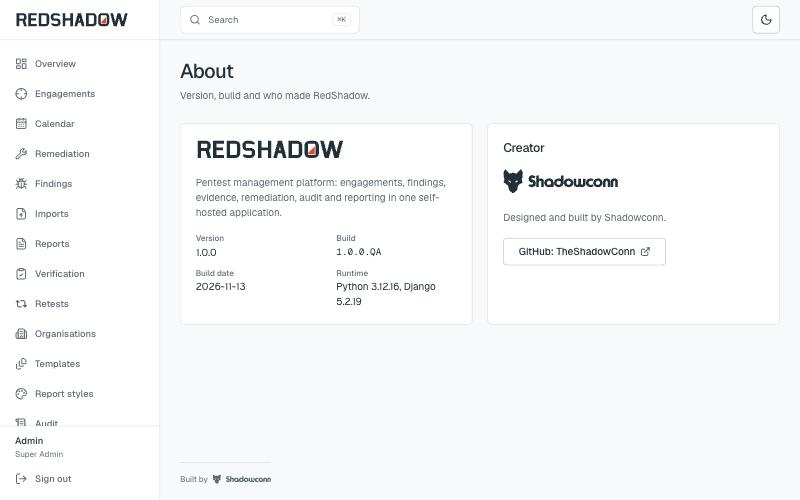 REDSHADOW
Search
⌘K
Overview
Engagements
Calendar
Remediation
Findings
Imports
Reports
Verification
Retests
Organisations
Templates
Report styles
Audit
Admin
Super Admin
Sign out
About
Version, build and who made RedShadow.
REDSHADOW
Pentest management platform: engagements, findings,
evidence, remediation, audit and reporting in one self-
hosted application.
Version
1.0.0
Build
1.0.0.QA
Build date
2026-11-13
Runtime
Python 3.12.16, Django
5.2.19
Creator
Shadowconn
Designed and built by Shadowconn.
GitHub: TheShadowConn
Built by Shadowconn